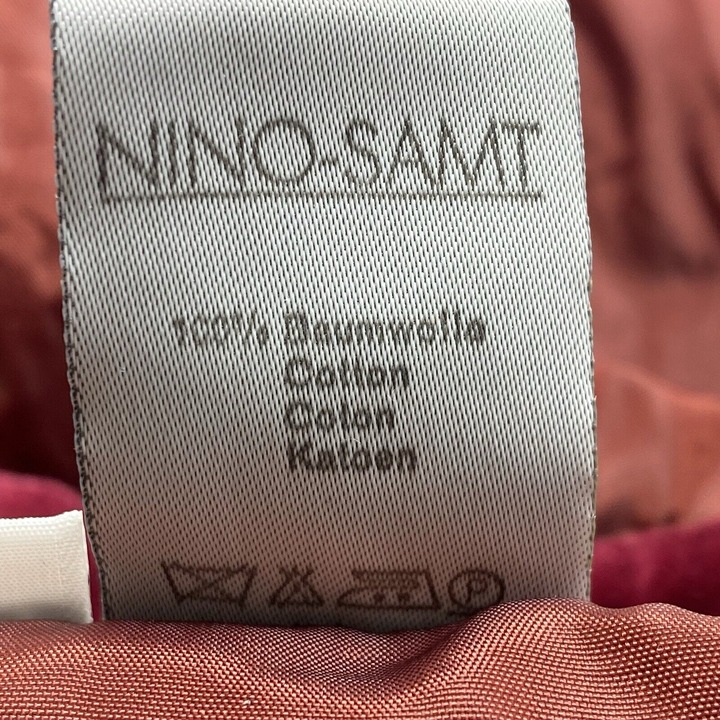 NINO-SAMT
100% Baumwolle
Cotton
Coton
Katoen
P